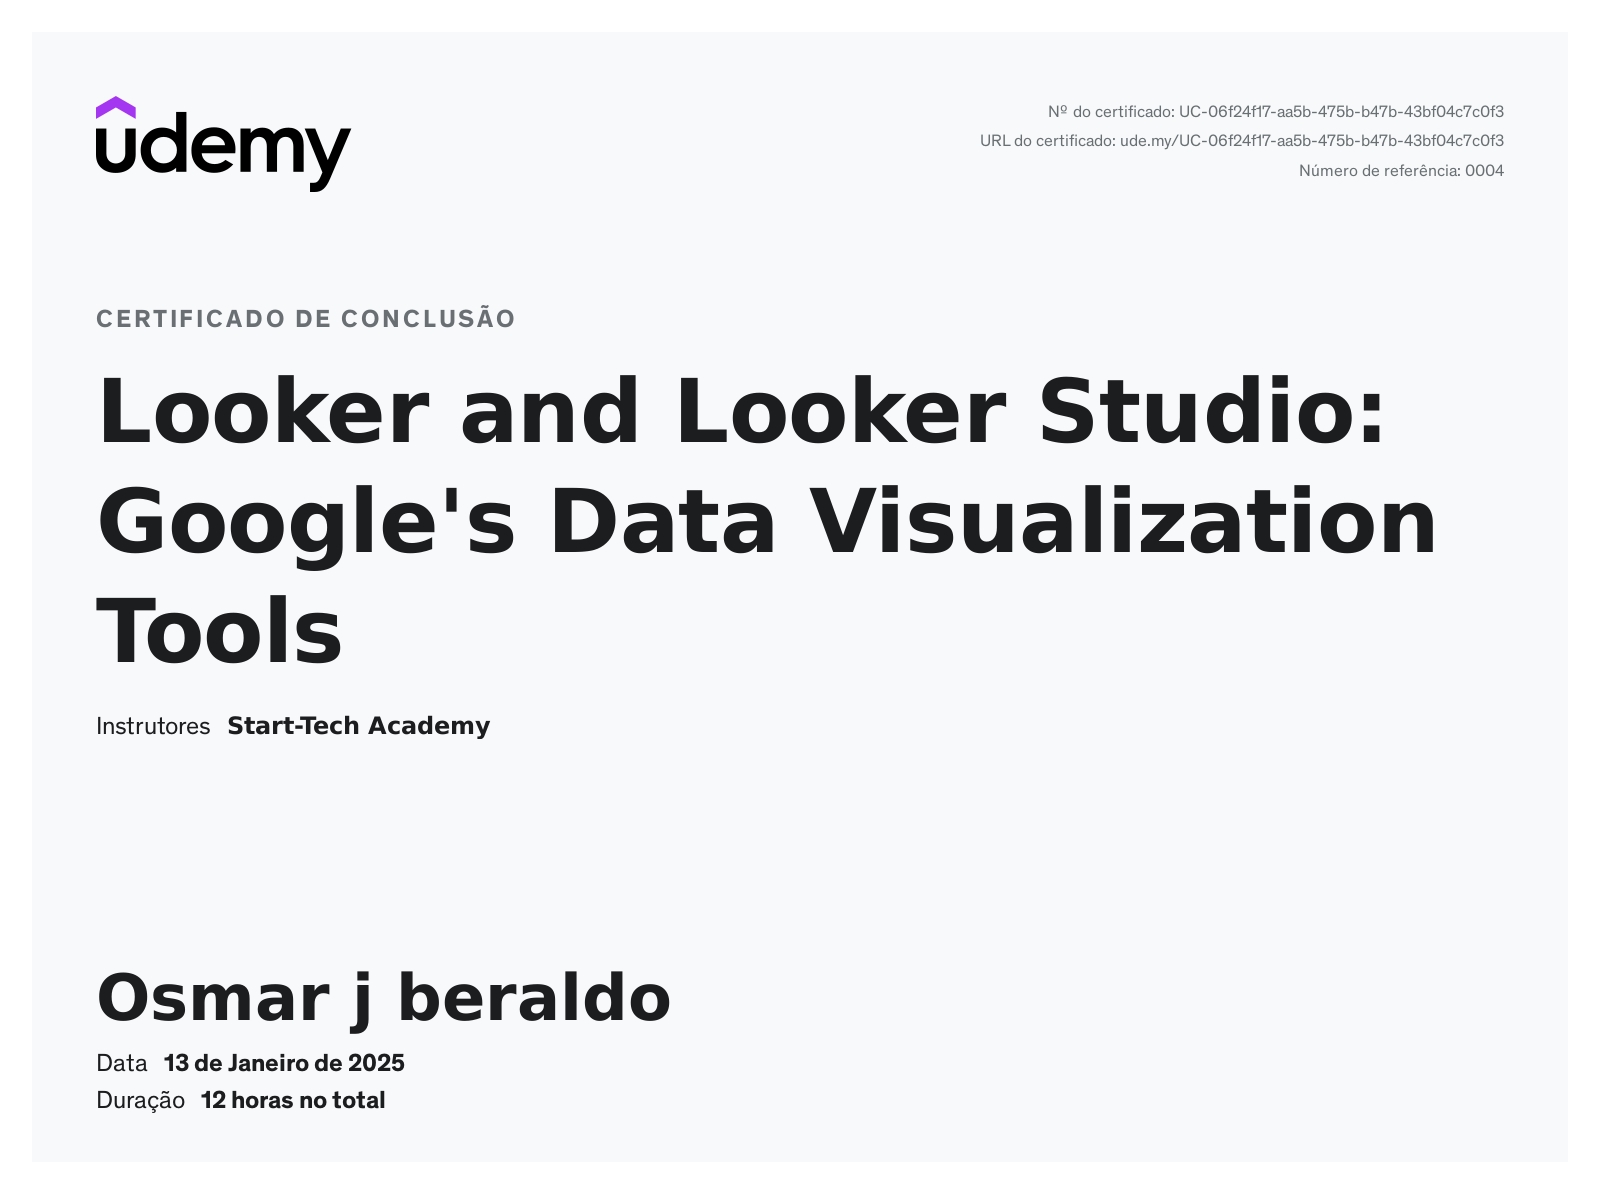 udemy
Nº do certificado: UC-06f24f17-aa5b-475b-b47b-43bf04c7c0f3
URL do certificado: ude.my/UC-06f24f17-aa5b-475b-b47b-43bf04c7c0f3
Número de referência: 0004
CERTIFICADO DE CONCLUSÃO
Looker and Looker Studio:
Google's Data Visualization
Tools
Instrutores Start-Tech Academy
Osmar j beraldo
Data 13 de Janeiro de 2025
Duração 12 horas no total